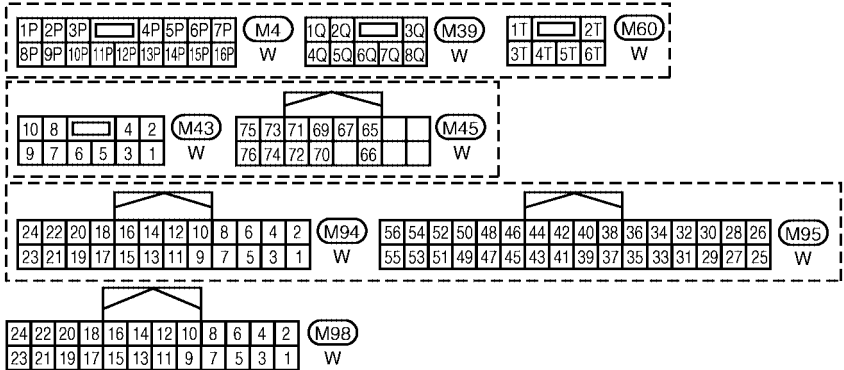 1P 2P 3P 4P 5P 6P 7P M4 1Q 2Q 3Q M39 1T 2T M60
8P 9P 10P 11P 12P 13P 14P 15P 16P W 4Q 5Q 6Q 7Q 8Q W 3T 4T 5T 6T W
10 8 4 2 M43 75 73 71 69 67 65 M45
9 7 6 5 3 1 W 76 74 72 70 66 W
24 22 20 18 16 14 12 10 8 6 4 2 M94 56 54 52 50 48 46 44 42 40 38 36 34 32 30 28 26 M95
23 21 19 17 15 13 11 9 7 5 3 1 W 55 53 51 49 47 45 43 41 39 37 35 33 31 29 27 25 W
24 22 20 18 16 14 12 10 8 6 4 2 M98
23 21 19 17 15 13 11 9 7 5 3 1 W